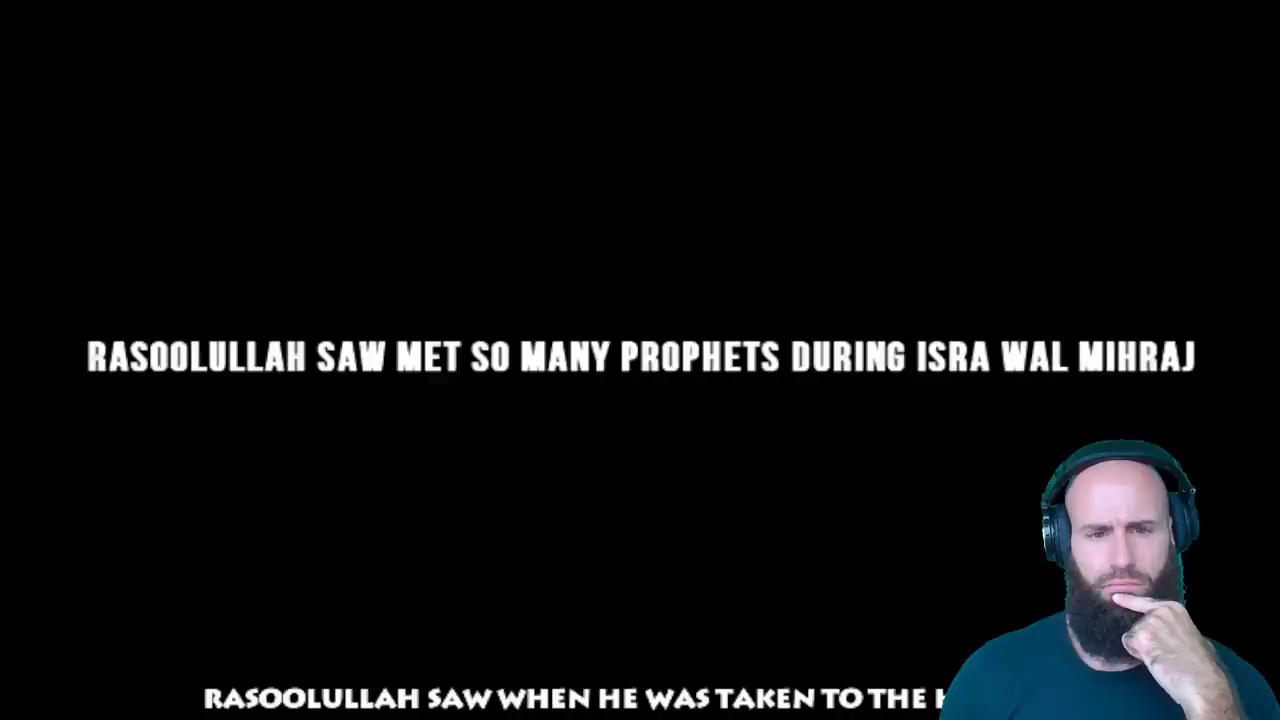 RASOOLULLAH SAW MET SO MANY PROPHETS DURING ISRA WAL MIHRAJ
RASOOLULLAH SAW WHEN HE WAS TAKEN TO THE